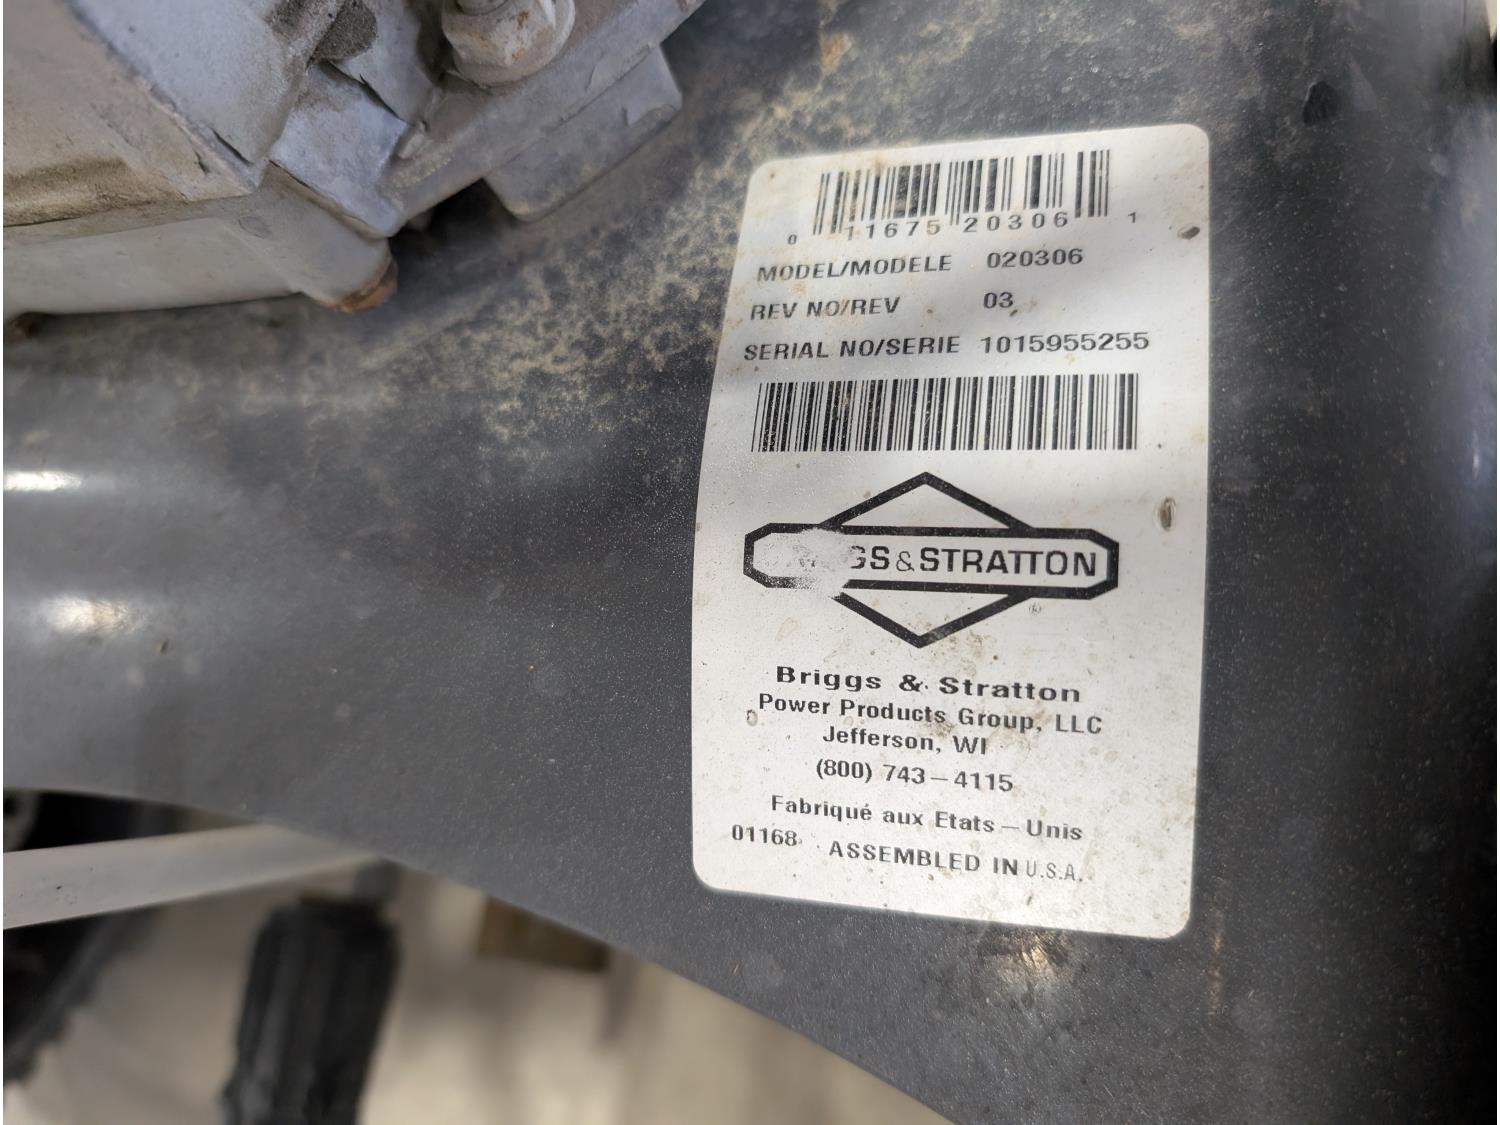 0 11675 20306 1
MODEL/MODELE 020306
REV NO/REV 03
SERIAL NO/SERIE 1015955255
&STRATTON
®
Briggs & Stratton
Power Products Group, LLC
Jefferson, WI
(800) 743-4115
Fabriqué aux Etats-Unis
01168 ASSEMBLED IN U.S.A.